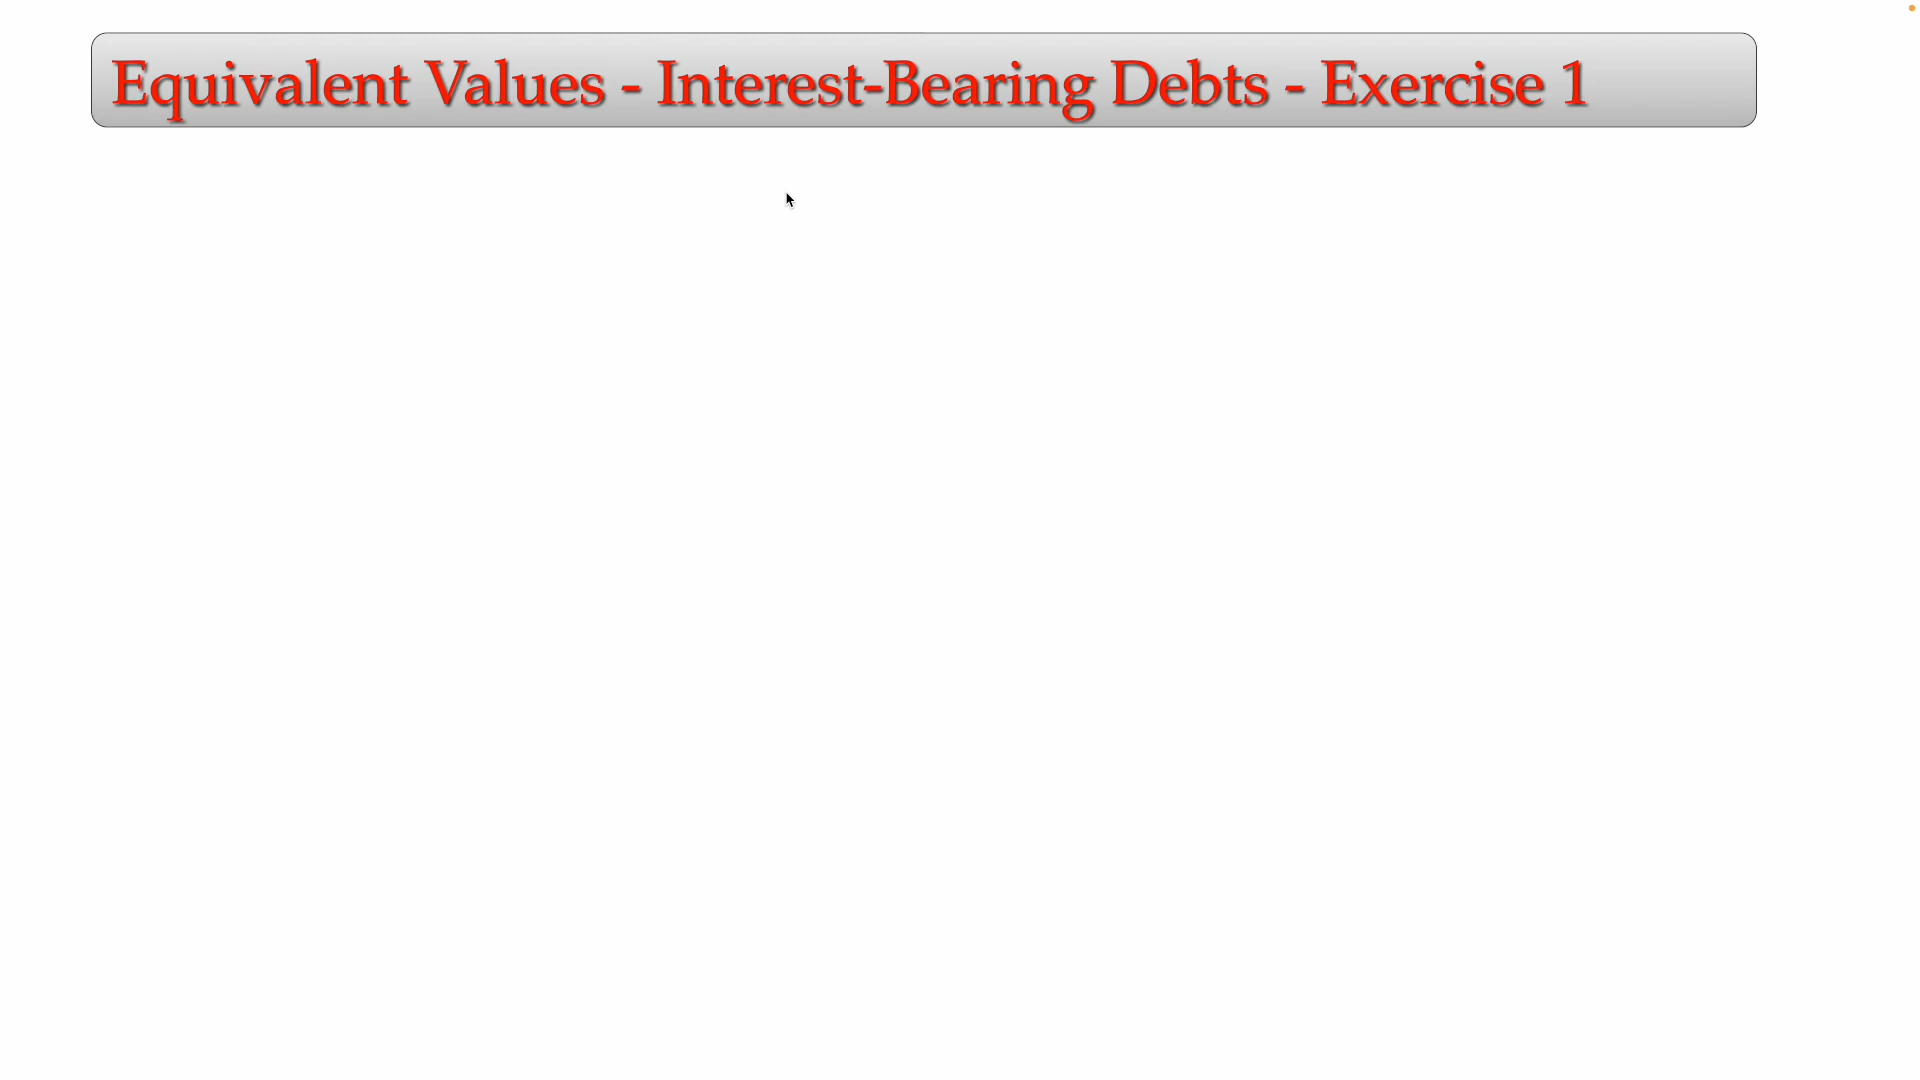 Equivalent Values - Interest-Bearing Debts - Exercise 1